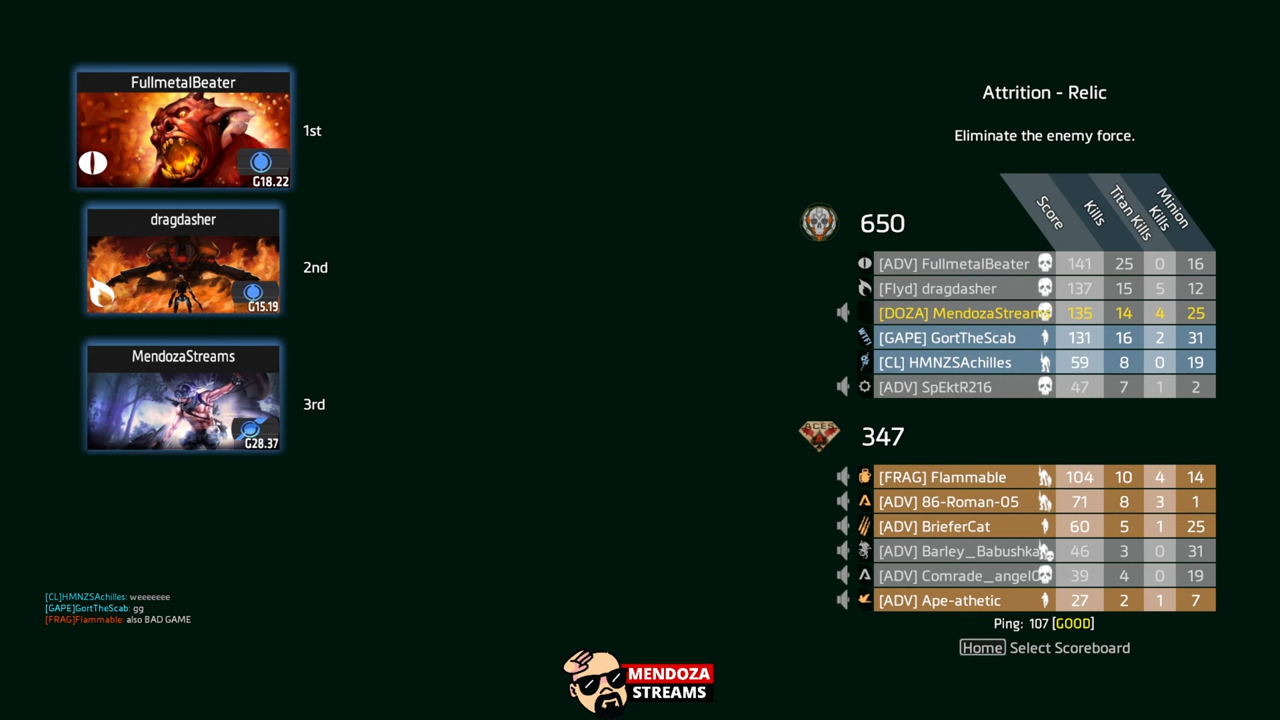 FullmetalBeater
1st
G18.22
dragdasher
2nd
G15.19
MendozaStreams
3rd
G28.37
[CL]HMNZSAchilles: weeeeeee
[GAPE]GortTheScab: gg
[FRAG]Flammable: also BAD GAME
Attrition - Relic
Eliminate the enemy force.
Score Kills Titan Kills Minion Kills
650
[ADV] FullmetalBeater 141 25 0 16
[Flyd] dragdasher 137 15 5 12
[DOZA] MendozaStream 135 14 4 25
WTF! [GAPE] GortTheScab 131 16 2 31
[CL] HMNZSAchilles 59 8 0 19
[ADV] SpEktR216 47 7 1 2
ACES
347
[FRAG] Flammable 104 10 4 14
[ADV] 86-Roman-05 71 8 3 1
[ADV] BrieferCat 60 5 1 25
[ADV] Barley_Babushka 46 3 0 31
[ADV] Comrade_angel0 39 4 0 19
[ADV] Ape-athetic 27 2 1 7
Ping: 107 [GOOD]
Home Select Scoreboard
MENDOZA
STREAMS